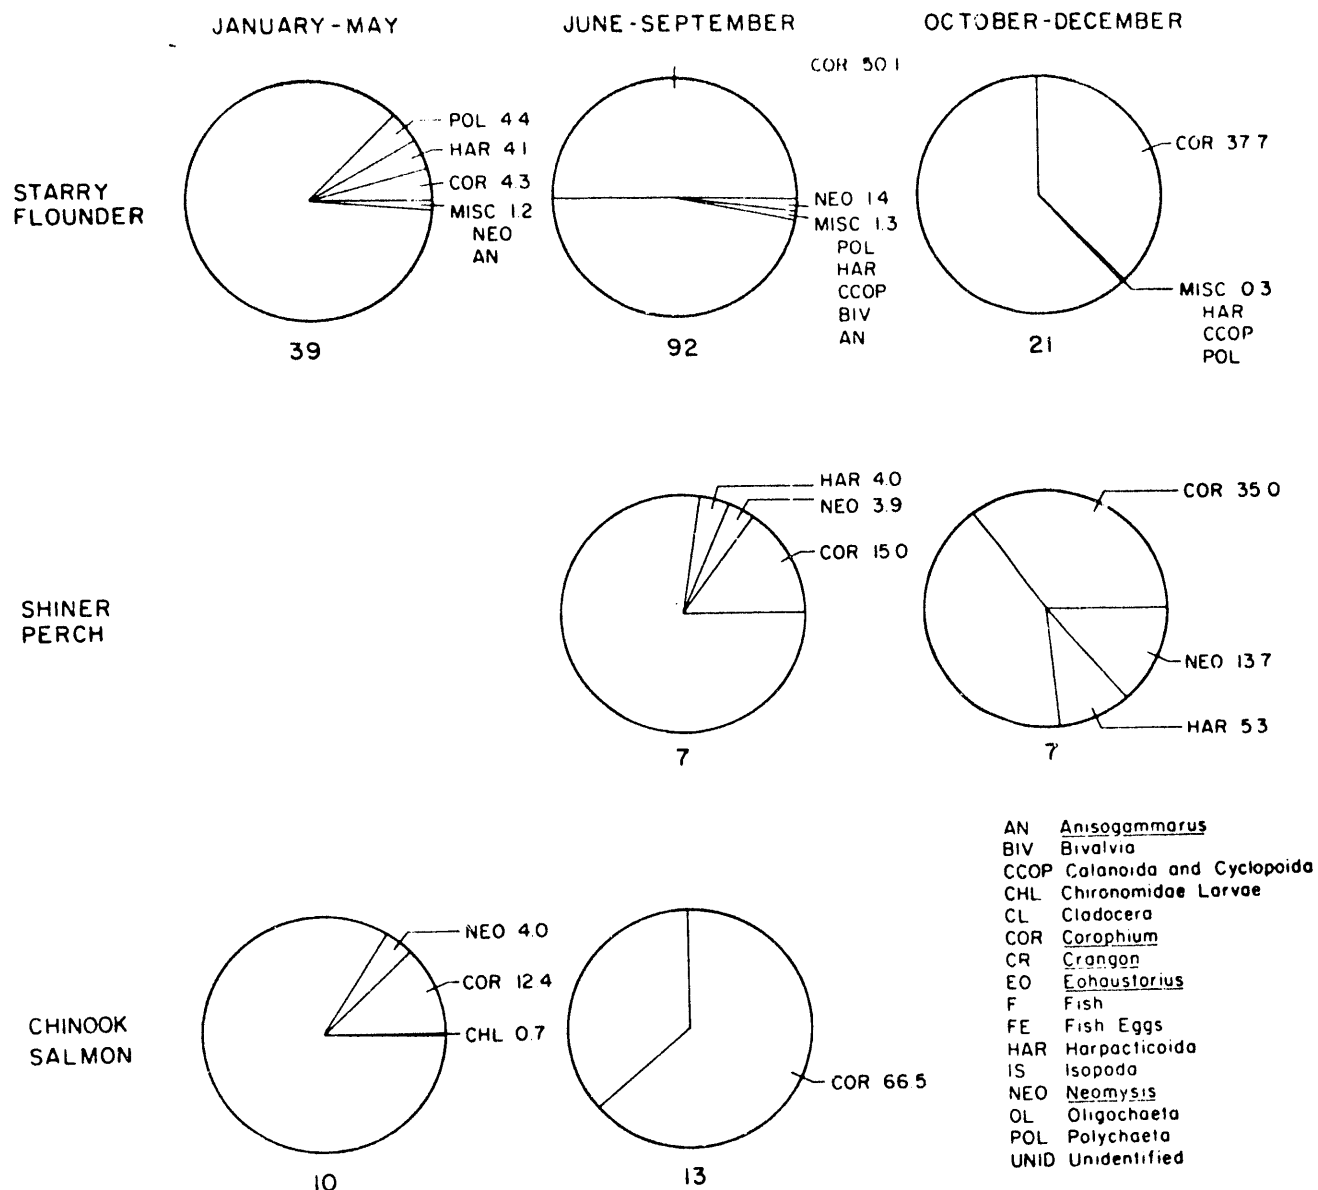 JANUARY-MAY
JUNE-SEPTEMBER
OCTOBER-DECEMBER
STARRY
FLOUNDER
POL 4.4
HAR 4.1
COR 4.3
MISC 1.2
NEO
AN
39
COR 50.1
NEO 1.4
MISC 1.3
POL
HAR
CCOP
BIV
AN
92
COR 37.7
MISC 0.3
HAR
CCOP
POL
21
SHINER
PERCH
HAR 4.0
NEO 3.9
COR 15.0
7
COR 35.0
NEO 13.7
HAR 5.3
7
CHINOOK
SALMON
NEO 4.0
COR 12.4
CHL 0.7
10
COR 66.5
13
AN Anisogammarus
BIV Bivalvia
CCOP Calanoida and Cyclopoida
CHL Chironomidae Larvae
CL Cladocera
COR Corophium
CR Crangon
EO Eohaustorius
F Fish
FE Fish Eggs
HAR Harpacticoida
IS Isopoda
NEO Neomysis
OL Oligochaeta
POL Polychaeta
UNID Unidentified